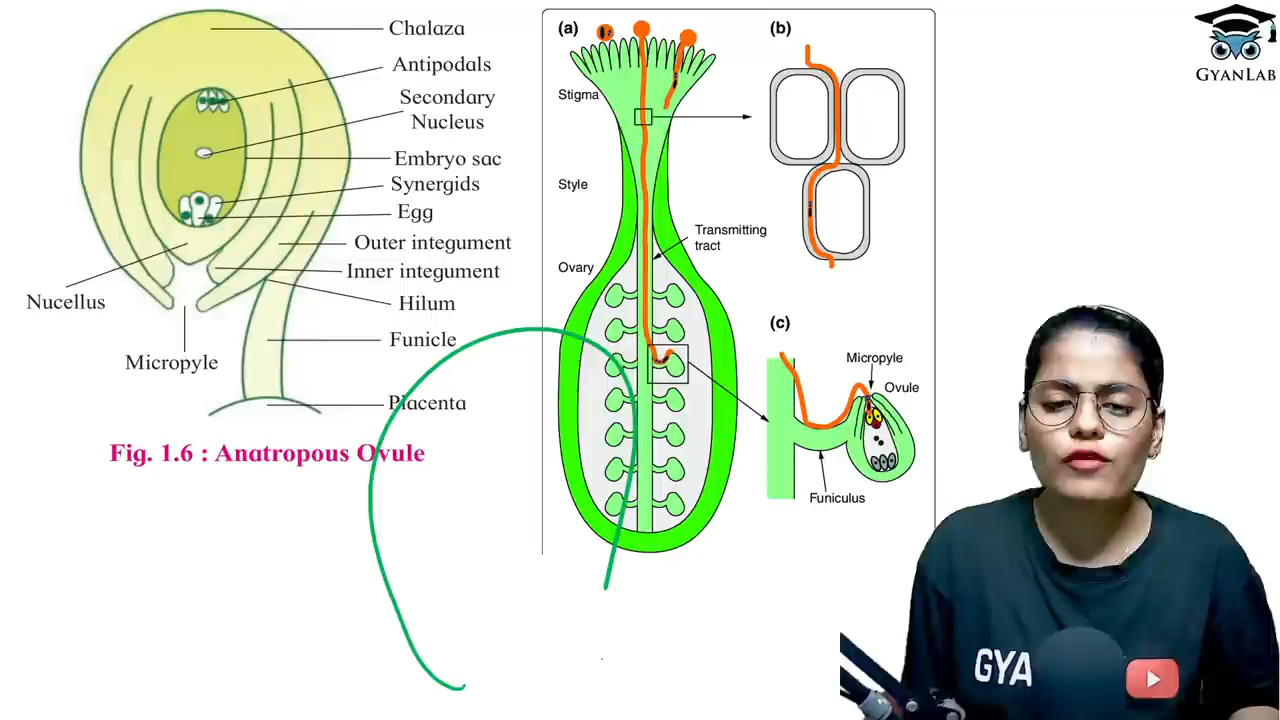 Chalaza
Antipodals
Secondary
Nucleus
Embryo sac
Synergids
Egg
Outer integument
Inner integument
Nucellus
Hilum
Funicle
Micropyle
Placenta
Fig. 1.6 : Anatropous Ovule
(a)
Stigma
Style
Transmitting
tract
Ovary
(b)
(c)
Micropyle
Ovule
Funiculus
GYANLAB
GYA